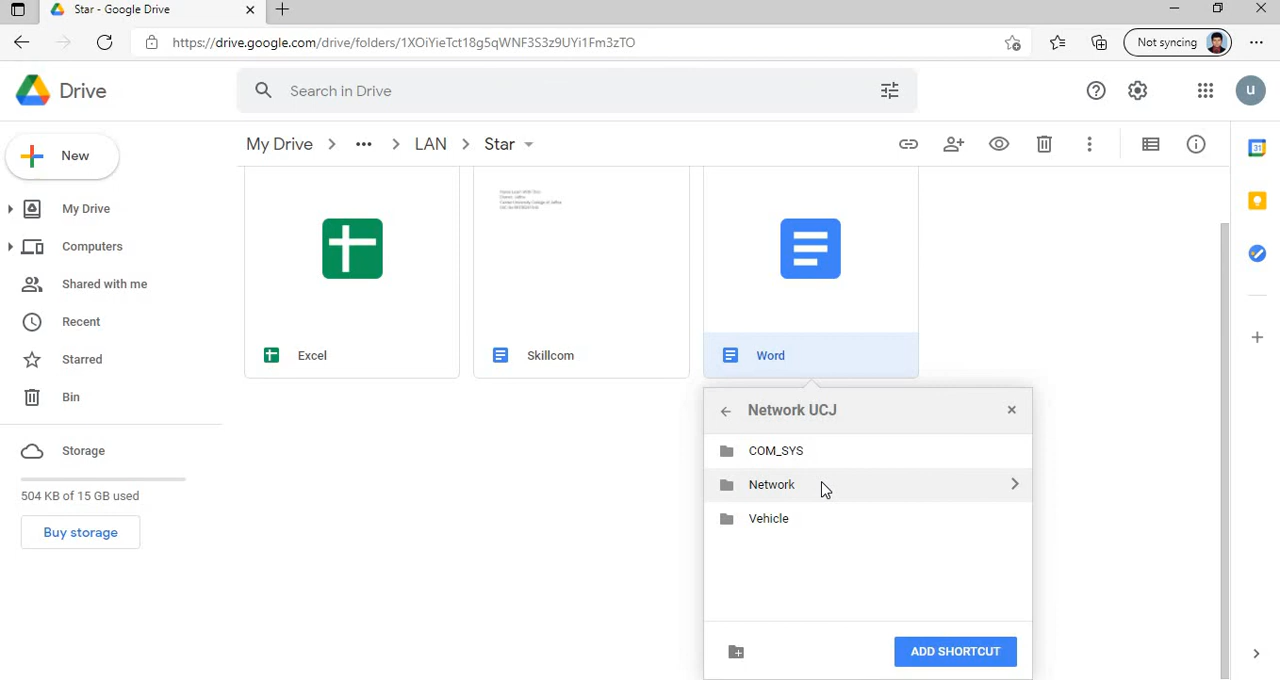 Star - Google Drive
https://drive.google.com/drive/folders/1XOiYieTct18g5qWNF3S3z9UYi1Fm3zTO
Not syncing
Drive
Search in Drive
u
New
My Drive
Computers
Shared with me
Recent
Starred
Bin
Storage
504 KB of 15 GB used
Buy storage
My Drive > ... > LAN > Star
31
Excel
Skillcom
Word
Network UCJ
COM_SYS
Network
Vehicle
ADD SHORTCUT